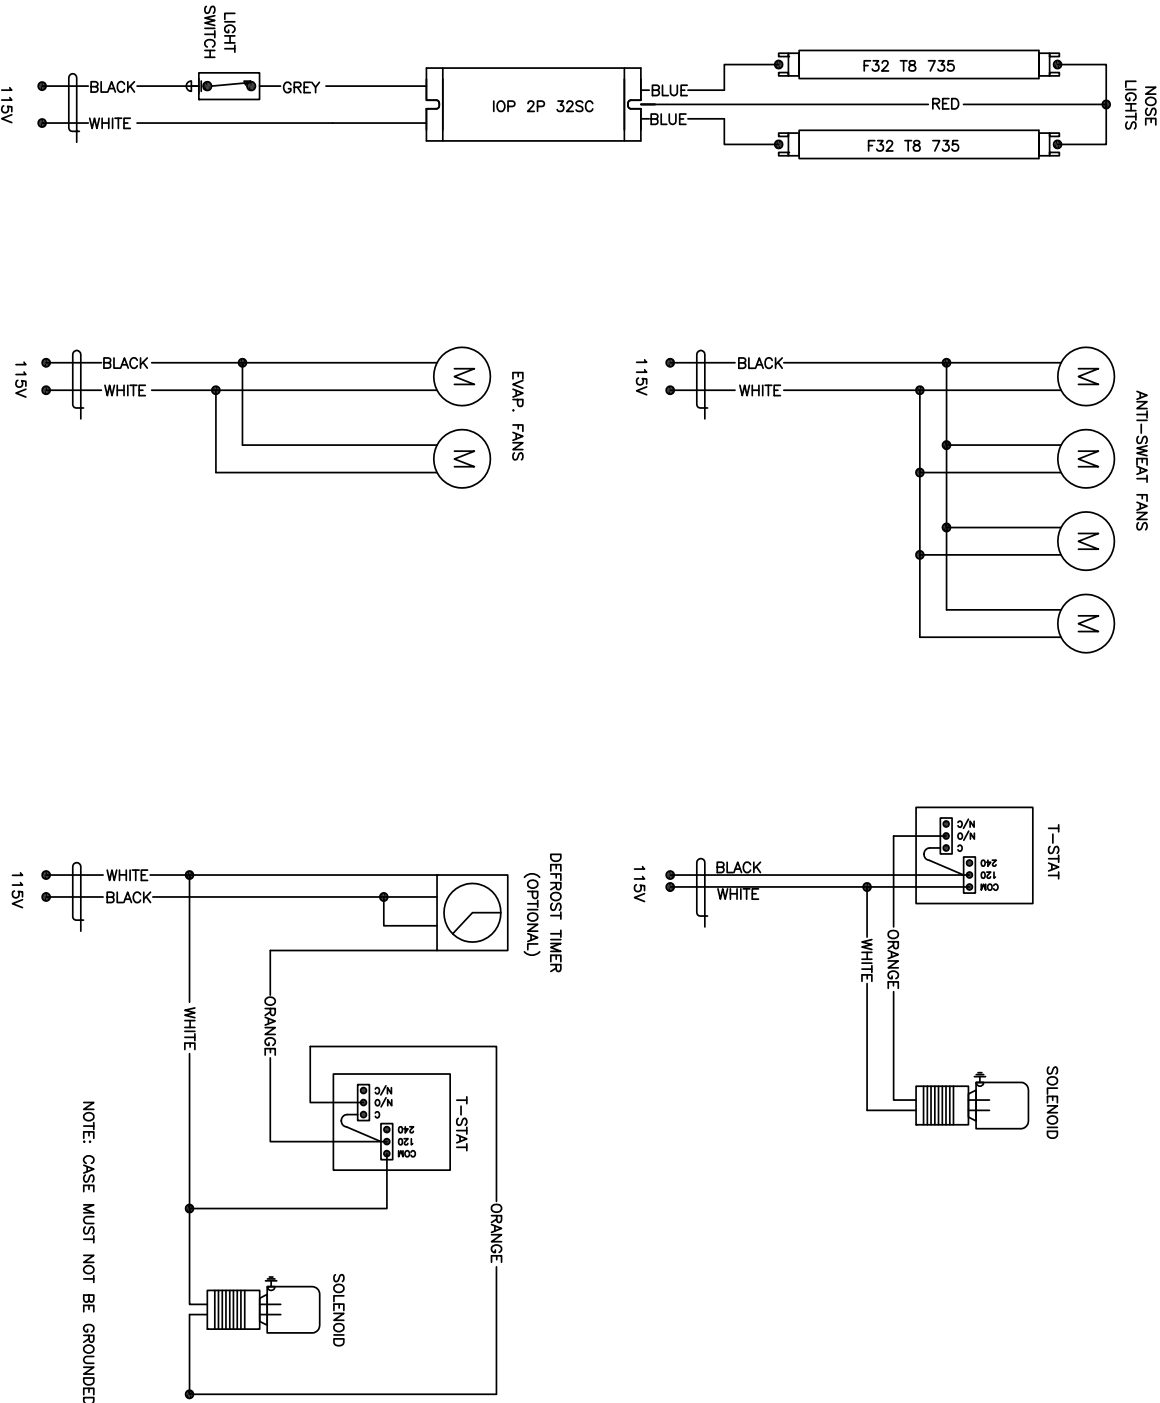 LIGHT
SWITCH
115V
BLACK
WHITE
GREY
IOP 2P 32SC
BLUE
BLUE
RED
F32 T8 735
F32 T8 735
NOSE
LIGHTS
115V
BLACK
WHITE
M
M
EVAP. FANS
115V
BLACK
WHITE
M
M
M
M
ANTI-SWEAT FANS
115V
WHITE
BLACK
DEFROST TIMER
(OPTIONAL)
WHITE
ORANGE
T-STAT
N/C
N/O
C
240
120
COM
ORANGE
SOLENOID
115V
BLACK
WHITE
T-STAT
N/C
N/O
C
240
120
COM
WHITE
ORANGE
SOLENOID
NOTE: CASE MUST NOT BE GROUNDED